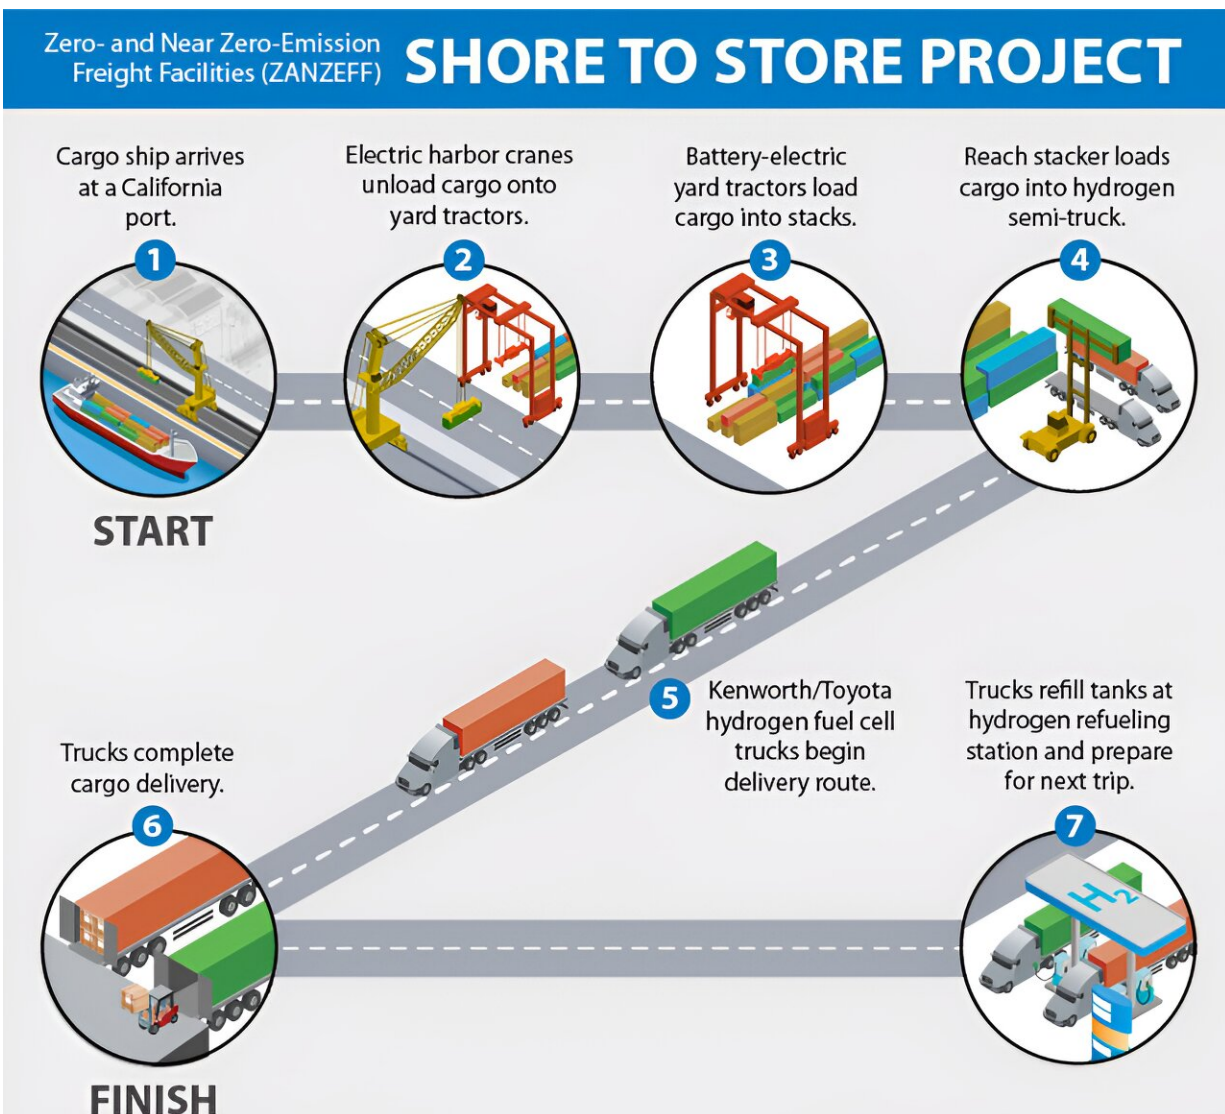 Zero- and Near Zero-Emission
Freight Facilities (ZANZEFF)
SHORE TO STORE PROJECT
Cargo ship arrives
at a California
port.
1
START
Electric harbor cranes
unload cargo onto
yard tractors.
2
Battery-electric
yard tractors load
cargo into stacks.
3
Reach stacker loads
cargo into hydrogen
semi-truck.
4
5
Kenworth/Toyota
hydrogen fuel cell
trucks begin
delivery route.
Trucks complete
cargo delivery.
6
FINISH
Trucks refill tanks at
hydrogen refueling
station and prepare
for next trip.
7
H2